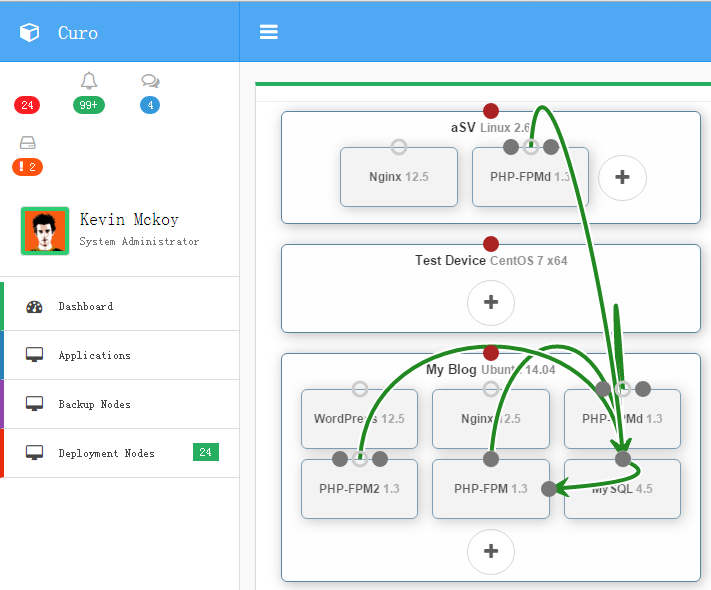 Curo
24
99+
4
! 2
Kevin Mckoy
System Administrator
Dashboard
Applications
Backup Nodes
Deployment Nodes 24
aSV Linux 2.6
Nginx 12.5
PHP-FPMd 1.3
Test Device CentOS 7 x64
My Blog Ubuntu 14.04
WordPress 12.5
Nginx 12.5
PHP-FPMd 1.3
PHP-FPM2 1.3
PHP-FPM 1.3
MySQL 4.5